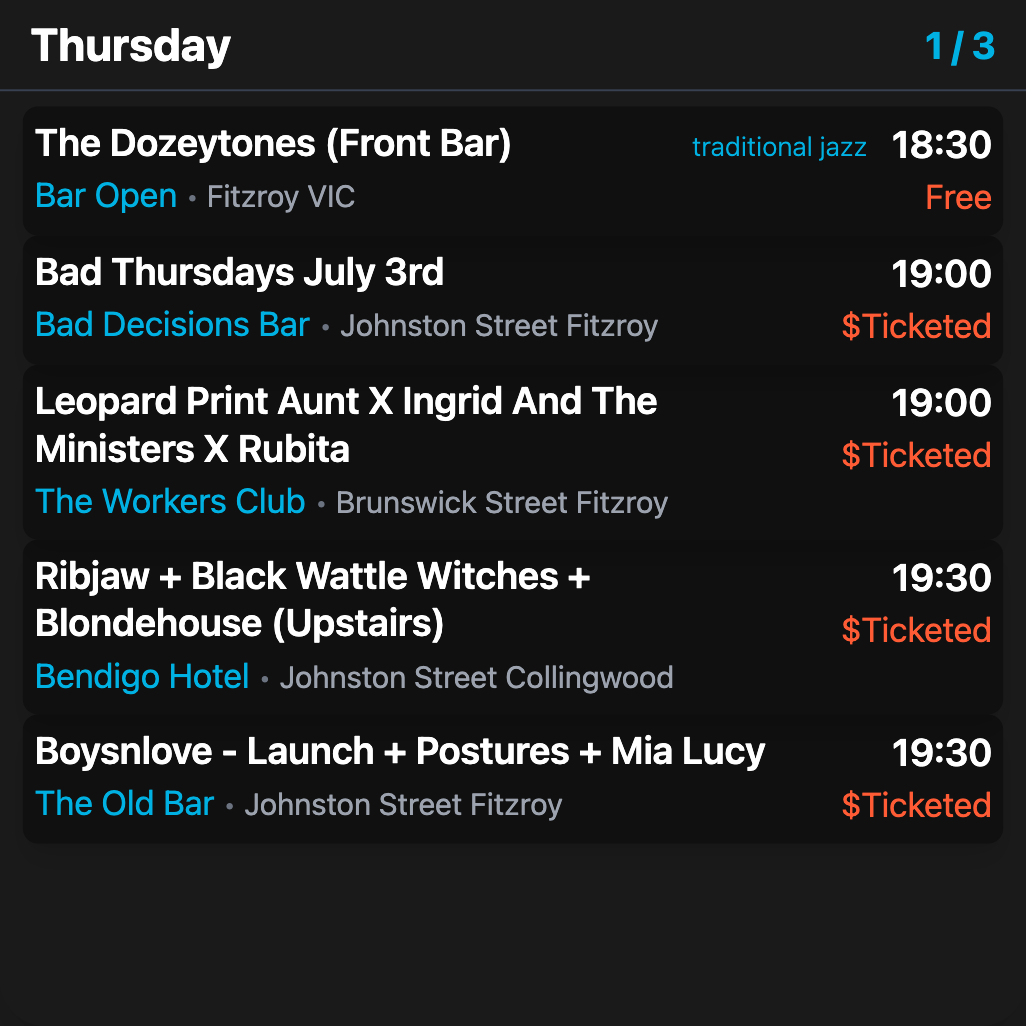 Thursday 1 / 3
The Dozeytones (Front Bar) traditional jazz 18:30
Bar Open • Fitzroy VIC Free
Bad Thursdays July 3rd 19:00
Bad Decisions Bar • Johnston Street Fitzroy $Ticketed
Leopard Print Aunt X Ingrid And The 19:00
Ministers X Rubita $Ticketed
The Workers Club • Brunswick Street Fitzroy
Ribjaw + Black Wattle Witches + 19:30
Blondehouse (Upstairs) $Ticketed
Bendigo Hotel • Johnston Street Collingwood
Boysnlove - Launch + Postures + Mia Lucy 19:30
The Old Bar • Johnston Street Fitzroy $Ticketed